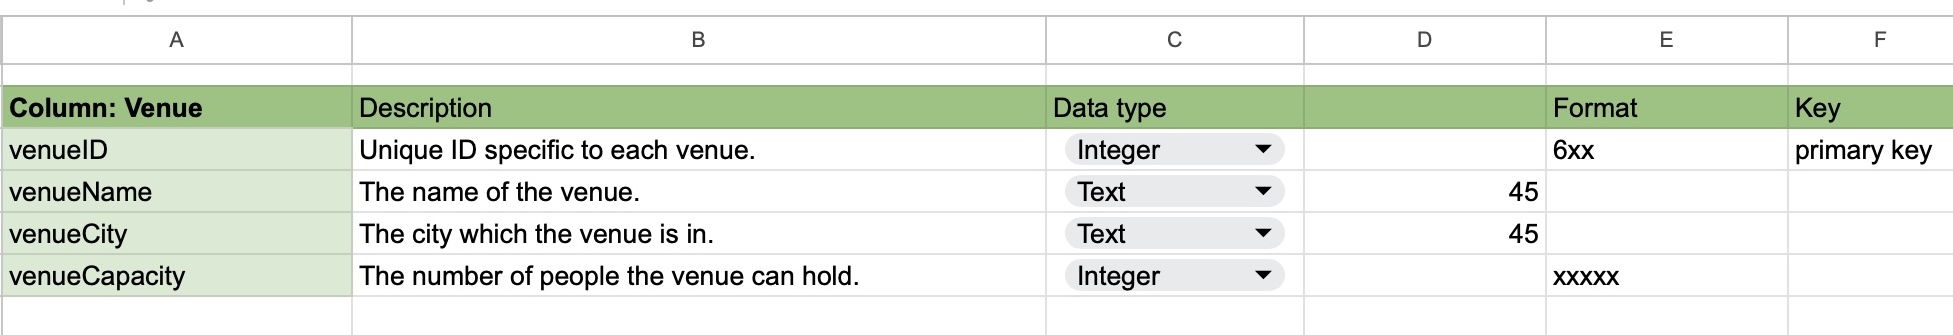 A B C D E F
Column: Venue Description Data type Format Key
venueID Unique ID specific to each venue. Integer 6xx primary key
venueName The name of the venue. Text 45
venueCity The city which the venue is in. Text 45
venueCapacity The number of people the venue can hold. Integer xxxxx